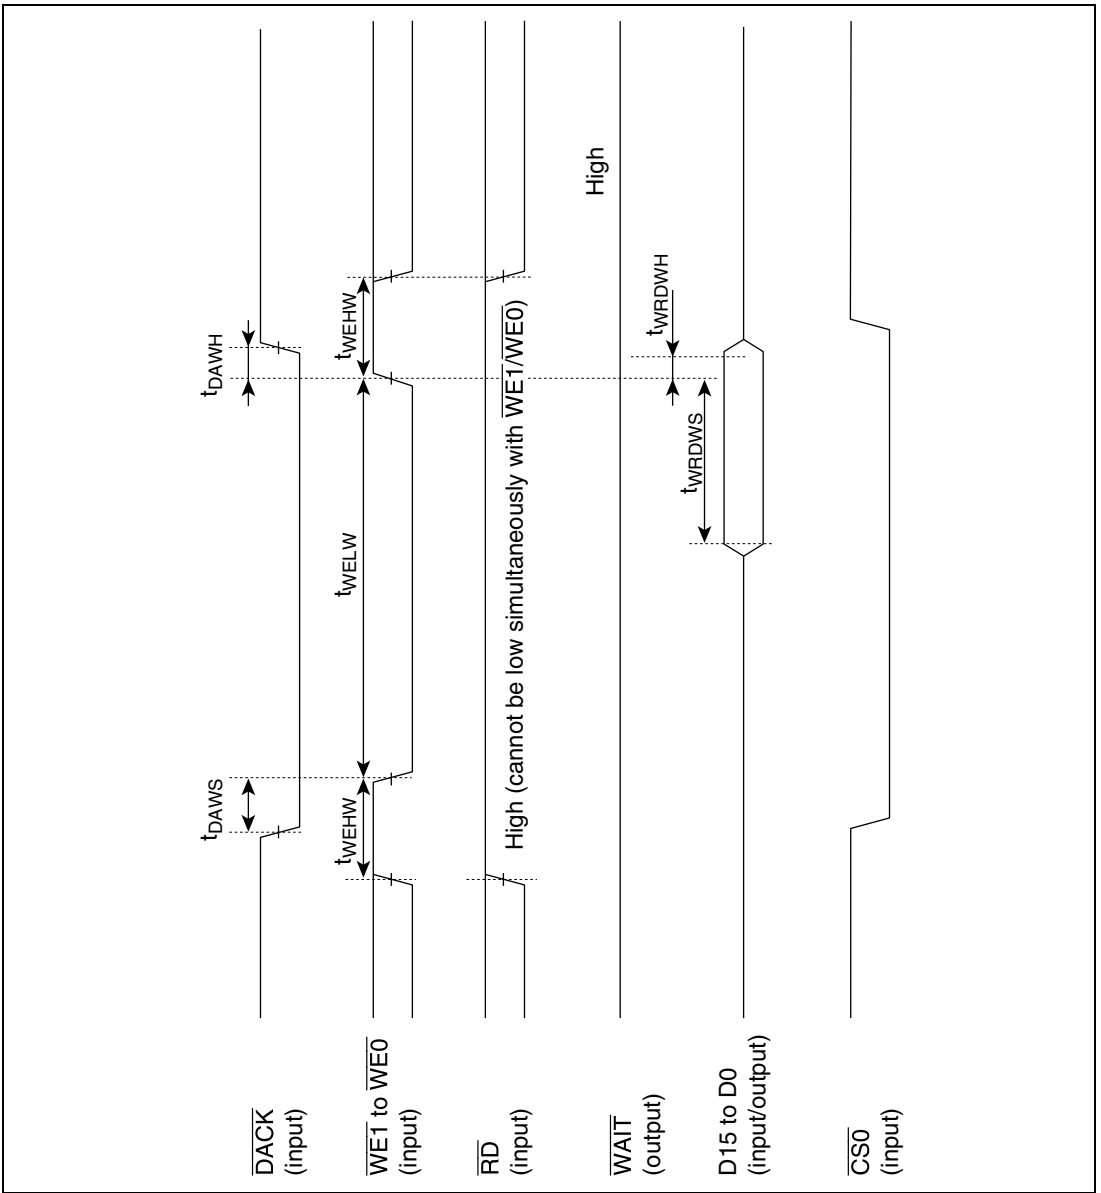 DACK
(input)
tDAWS
tDAWH
WE1 to WE0
(input)
tWEHW
tWELW
tWEHW
RD
(input)
High (cannot be low simultaneously with WE1/WE0)
WAIT
(output)
High
D15 to D0
(input/output)
tWRDWS
tWRDWH
CS0
(input)